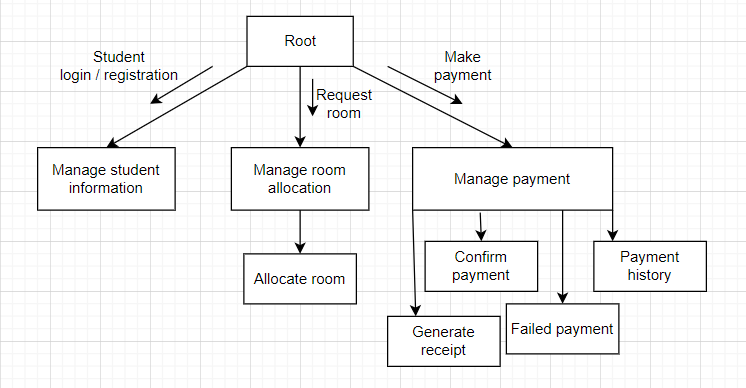 Root
Student
login / registration
Make
payment
Request
room
Manage student
information
Manage room
allocation
Manage payment
Allocate room
Confirm
payment
Payment
history
Generate
receipt
Failed payment